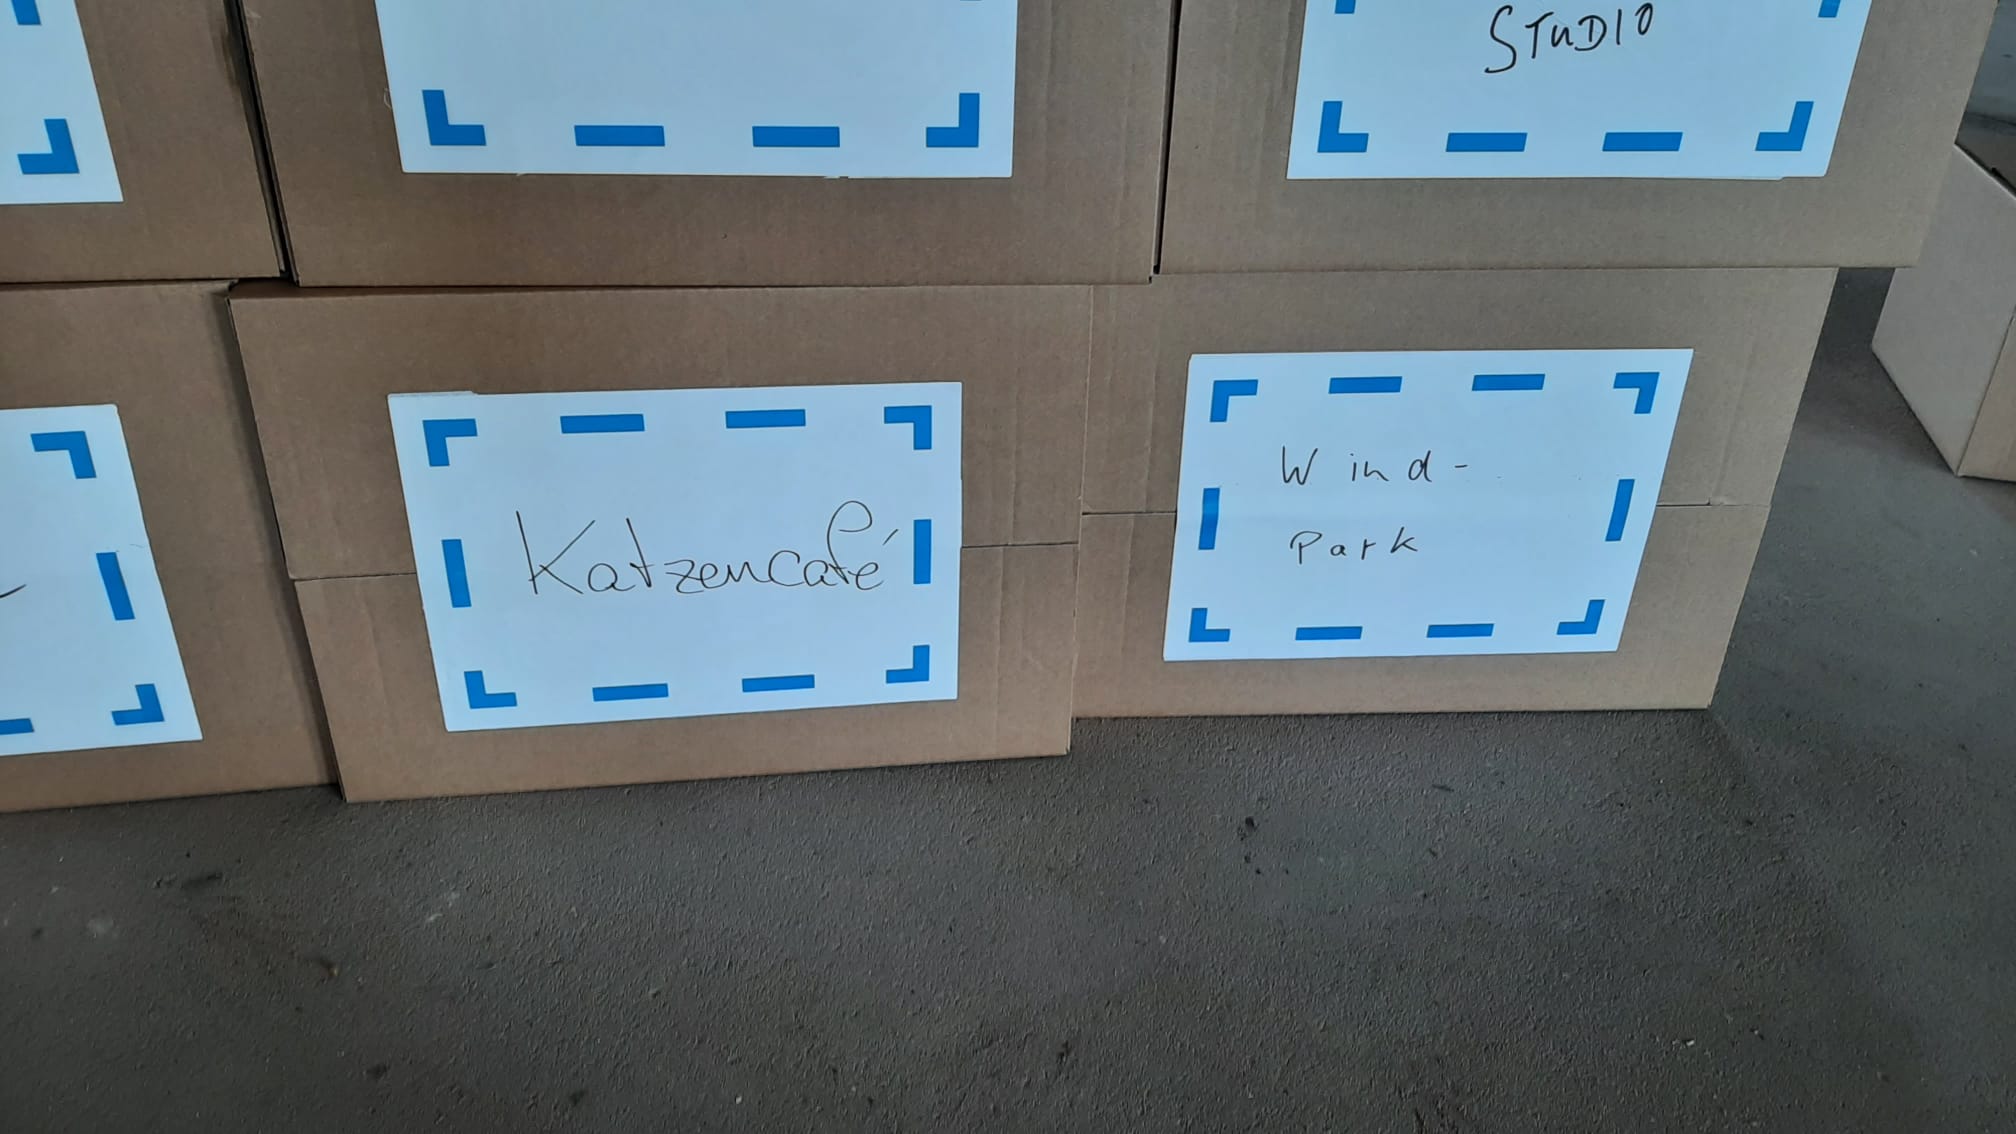 STUDIO
Katzencafé
Wind-
Park